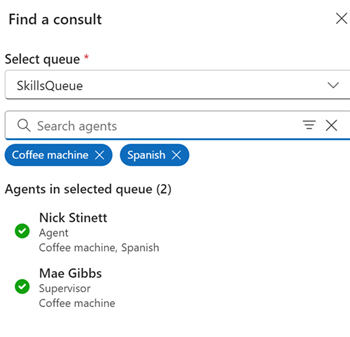 Find a consult
Select queue *
SkillsQueue
Search agents
Coffee machine Spanish
Agents in selected queue (2)
Nick Stinett
Agent
Coffee machine, Spanish
Mae Gibbs
Supervisor
Coffee machine